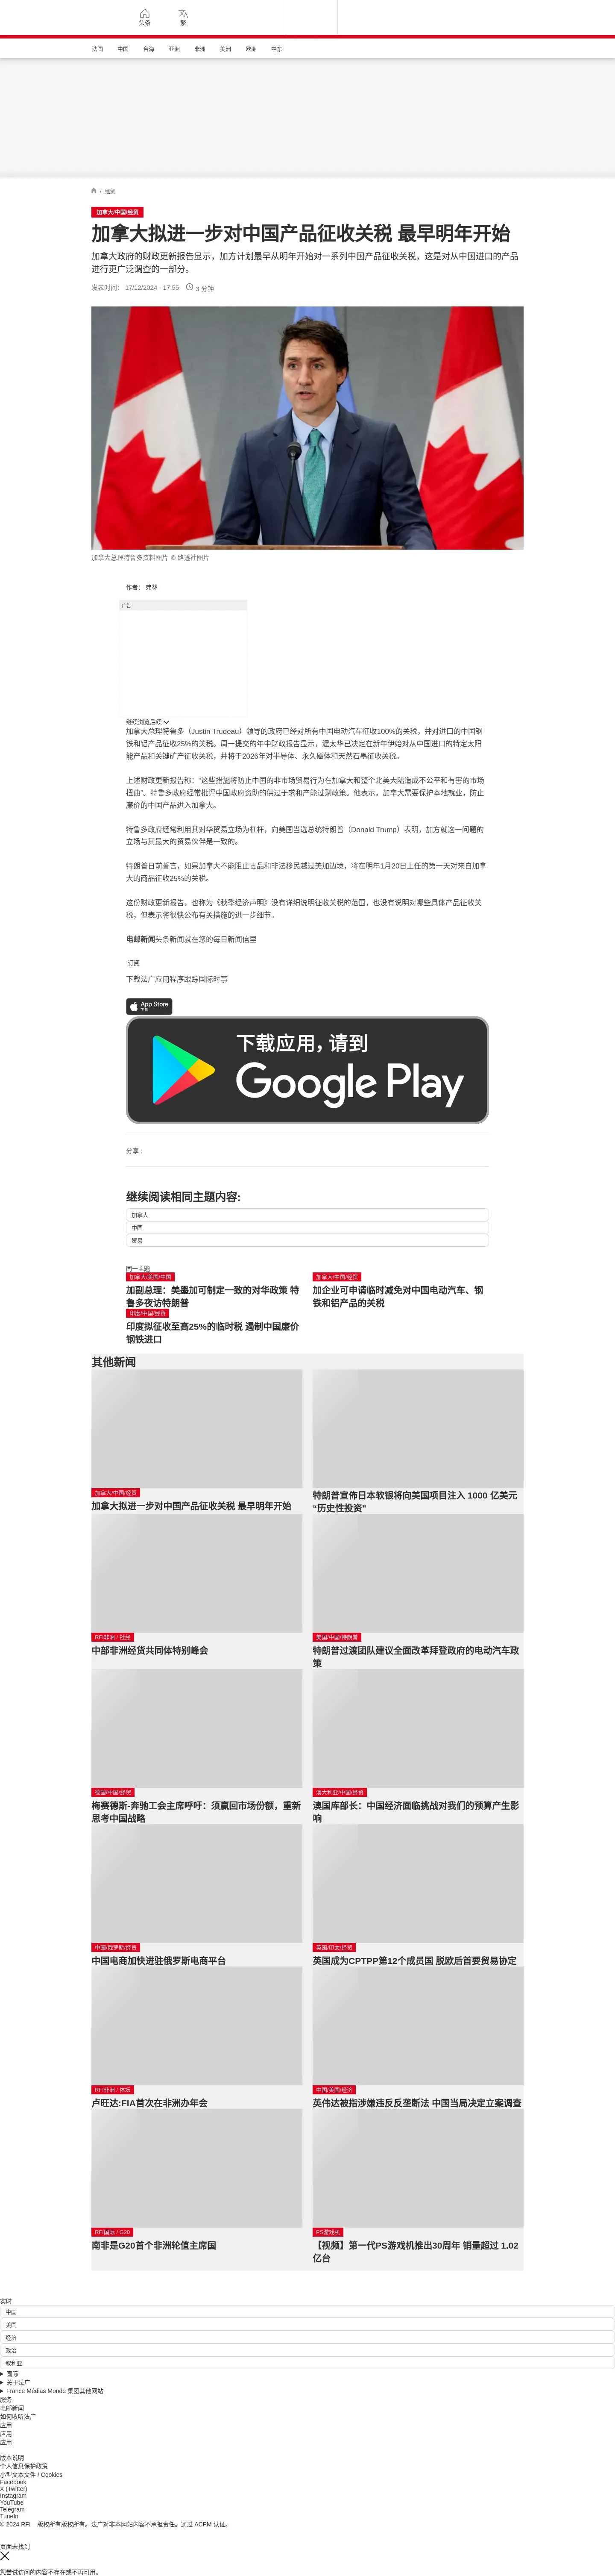 头条
繁
法国 中国 台海 亚洲 非洲 美洲 欧洲 中东
/ 经贸
加拿大/中国/经贸
加拿大拟进一步对中国产品征收关税 最早明年开始
加拿大政府的财政更新报告显示，加方计划最早从明年开始对一系列中国产品征收关税，这是对从中国进口的产品
进行更广泛调查的一部分。
发表时间： 17/12/2024 - 17:55 3 分钟
加拿大总理特鲁多资料图片 © 路透社图片
作者： 弗林
广告
继续浏览后续
加拿大总理特鲁多（Justin Trudeau）领导的政府已经对所有中国电动汽车征收100%的关税，并对进口的中国钢
铁和铝产品征收25%的关税。周一提交的年中财政报告显示，渥太华已决定在新年伊始对从中国进口的特定太阳
能产品和关键矿产征收关税，并将于2026年对半导体、永久磁体和天然石墨征收关税。
上述财政更新报告称：“这些措施将防止中国的非市场贸易行为在加拿大和整个北美大陆造成不公平和有害的市场
扭曲”。特鲁多政府经常批评中国政府资助的供过于求和产能过剩政策。他表示，加拿大需要保护本地就业，防止
廉价的中国产品进入加拿大。
特鲁多政府经常利用其对华贸易立场为杠杆，向美国当选总统特朗普（Donald Trump）表明，加方就这一问题的
立场与其最大的贸易伙伴是一致的。
特朗普日前誓言，如果加拿大不能阻止毒品和非法移民越过美加边境，将在明年1月20日上任的第一天对来自加拿
大的商品征收25%的关税。
这份财政更新报告，也称为《秋季经济声明》没有详细说明征收关税的范围，也没有说明对哪些具体产品征收关
税，但表示将很快公布有关措施的进一步细节。
电邮新闻头条新闻就在您的每日新闻信里
订阅
下载法广应用程序跟踪国际时事
App Store
下载
下载应用，请到
Google Play
分享 :
继续阅读相同主题内容:
加拿大
中国
贸易
同一主题
加拿大/美国/中国
加副总理：美墨加可制定一致的对华政策 特
鲁多夜访特朗普
加拿大/中国/经贸
加企业可申请临时减免对中国电动汽车、钢
铁和铝产品的关税
印度/中国/经贸
印度拟征收至高25%的临时税 遏制中国廉价
钢铁进口
其他新闻
加拿大/中国/经贸
加拿大拟进一步对中国产品征收关税 最早明年开始
特朗普宣佈日本软银将向美国项目注入 1000 亿美元
“历史性投资”
RFI非洲 / 社经
中部非洲经货共同体特别峰会
美国/中国/特朗普
特朗普过渡团队建议全面改革拜登政府的电动汽车政
策
德国/中国/经贸
梅赛德斯-奔驰工会主席呼吁：须赢回市场份额，重新
思考中国战略
澳大利亚/中国/经贸
澳国库部长：中国经济面临挑战对我们的预算产生影
响
中国/俄罗斯/经贸
中国电商加快进驻俄罗斯电商平台
英国/印太/经贸
英国成为CPTPP第12个成员国 脱欧后首要贸易协定
RFI非洲 / 体坛
卢旺达:FIA首次在非洲办年会
中国/美国/经济
英伟达被指涉嫌违反反垄断法 中国当局决定立案调查
RFI国际 / G20
南非是G20首个非洲轮值主席国
PS游戏机
【视频】第一代PS游戏机推出30周年 销量超过 1.02
亿台
实时
中国
美国
经济
政治
叙利亚
国际
关于法广
France Médias Monde 集团其他网站
服务
电邮新闻
如何收听法广
应用
应用
应用
版本说明
个人信息保护政策
小型文本文件 / Cookies
Facebook
X (Twitter)
Instagram
YouTube
Telegram
TuneIn
© 2024 RFI – 版权所有版权所有。法广对非本网站内容不承担责任。通过 ACPM 认证。
页面未找到
您尝试访问的内容不存在或不再可用。